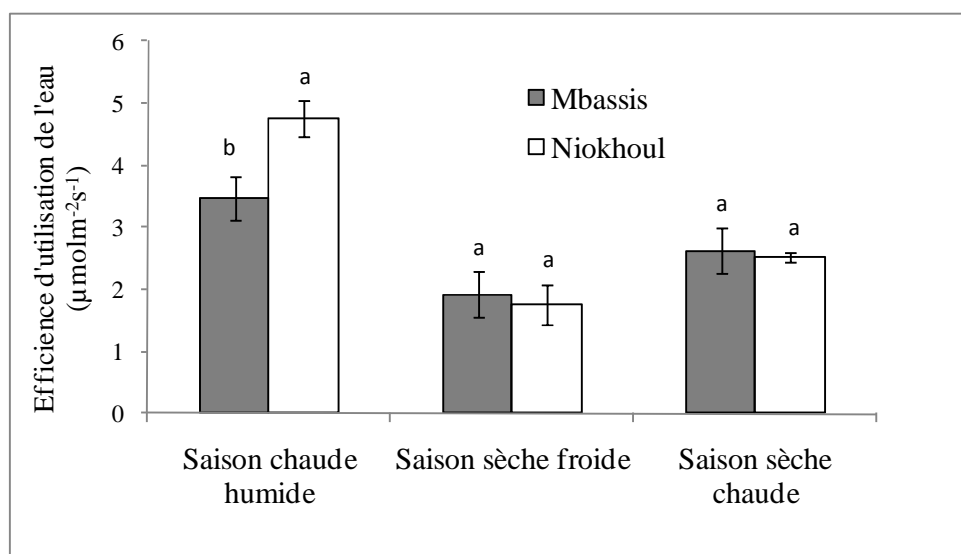 Efficience d'utilisation de l'eau
(µmolm-2s-1)
6
5
4
3
2
1
0
b
a
a
a
a
a
Mbassis
Niokhoul
Saison chaude
humide
Saison sèche froide
Saison sèche
chaude